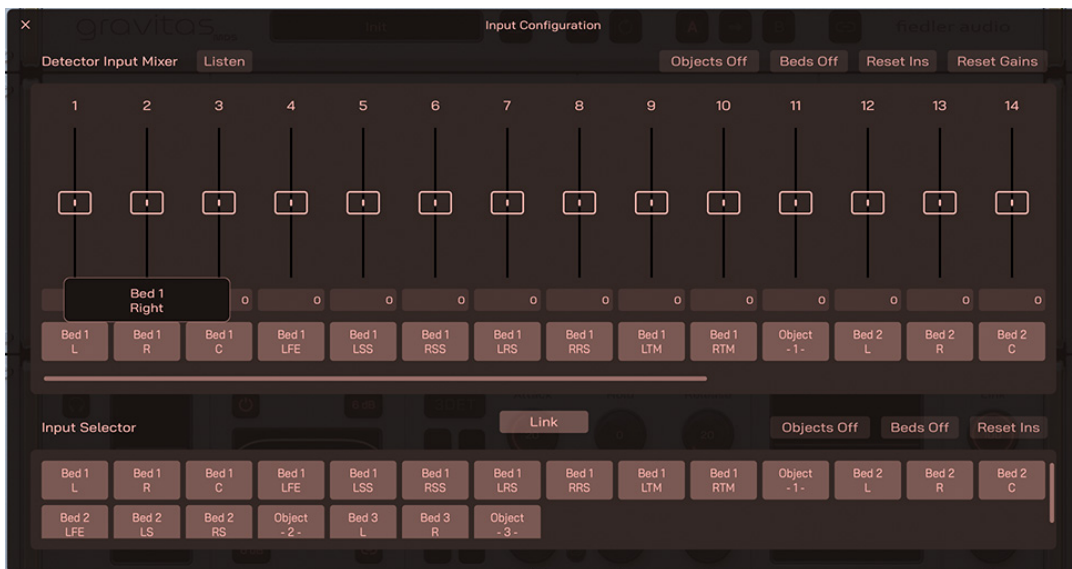 × Input Configuration
gravitas MDS Init A B fiedler audio
Detector Input Mixer Listen Objects Off Beds Off Reset Ins Reset Gains
1 2 3 4 5 6 7 8 9 10 11 12 13 14
Bed 1
Right
0 0 0 0 0 0 0 0 0 0 0 0
Bed 1 Bed 1 Bed 1 Bed 1 Bed 1 Bed 1 Bed 1 Bed 1 Bed 1 Bed 1 Object Bed 2 Bed 2 Bed 2
L R C LFE LSS RSS LRS RRS LTM RTM -1- L R C
Link
Input Selector Objects Off Beds Off Reset Ins
Bed 1 Bed 1 Bed 1 Bed 1 Bed 1 Bed 1 Bed 1 Bed 1 Bed 1 Bed 1 Object Bed 2 Bed 2 Bed 2
L R C LFE LSS RSS LRS RRS LTM RTM -1- L R C
Bed 2 Bed 2 Bed 2 Object Bed 3 Bed 3 Object
LFE LS RS -2- L R -3-